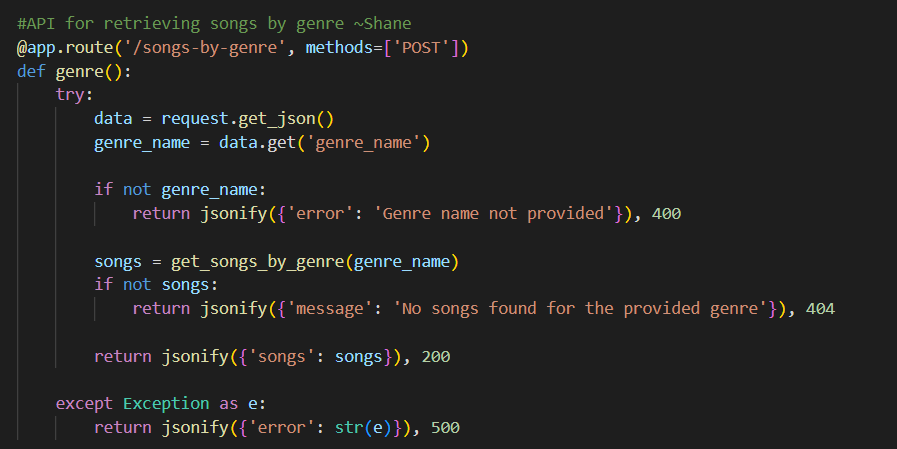 #API for retrieving songs by genre ~Shane
@app.route('/songs-by-genre', methods=['POST'])
def genre():
    try:
        data = request.get_json()
        genre_name = data.get('genre_name')

        if not genre_name:
            return jsonify({'error': 'Genre name not provided'}), 400

        songs = get_songs_by_genre(genre_name)
        if not songs:
            return jsonify({'message': 'No songs found for the provided genre'}), 404

        return jsonify({'songs': songs}), 200

    except Exception as e:
        return jsonify({'error': str(e)}), 500